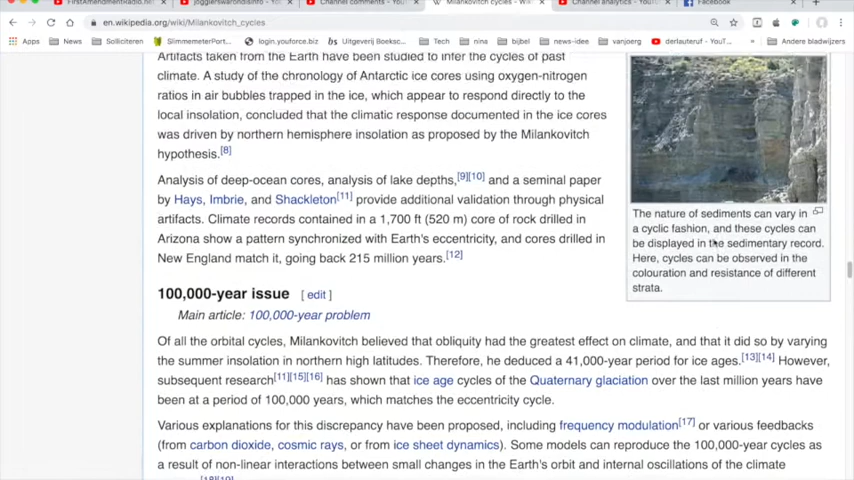 FirstAmendmentRadio.net
jogglerswarondisinfo -
Channel comments - YouT
Milankovitch cycles - Wi
Channel analytics - YouTu
Facebook
en.wikipedia.org/wiki/Milankovitch_cycles
Apps News Solliciteren SlimmemeterPort login.youforce.biz Uitgeverij Boeksc... Tech nina bijbel news-idee vanjoerg derlauteruf - YouT... Andere bladwijzers
Artifacts taken from the Earth have been studied to infer the cycles of past
climate. A study of the chronology of Antarctic ice cores using oxygen-nitrogen
ratios in air bubbles trapped in the ice, which appear to respond directly to the
local insolation, concluded that the climatic response documented in the ice cores
was driven by northern hemisphere insolation as proposed by the Milankovitch
hypothesis.[8]
Analysis of deep-ocean cores, analysis of lake depths,[9][10] and a seminal paper
by Hays, Imbrie, and Shackleton[11] provide additional validation through physical
artifacts. Climate records contained in a 1,700 ft (520 m) core of rock drilled in
Arizona show a pattern synchronized with Earth's eccentricity, and cores drilled in
New England match it, going back 215 million years.[12]
The nature of sediments can vary in
a cyclic fashion, and these cycles can
be displayed in the sedimentary record.
Here, cycles can be observed in the
colouration and resistance of different
strata.
100,000-year issue [ edit ]
Main article: 100,000-year problem
Of all the orbital cycles, Milankovitch believed that obliquity had the greatest effect on climate, and that it did so by varying
the summer insolation in northern high latitudes. Therefore, he deduced a 41,000-year period for ice ages.[13][14] However,
subsequent research[11][15][16] has shown that ice age cycles of the Quaternary glaciation over the last million years have
been at a period of 100,000 years, which matches the eccentricity cycle.
Various explanations for this discrepancy have been proposed, including frequency modulation[17] or various feedbacks
(from carbon dioxide, cosmic rays, or from ice sheet dynamics). Some models can reproduce the 100,000-year cycles as
a result of non-linear interactions between small changes in the Earth's orbit and internal oscillations of the climate
[18][19]